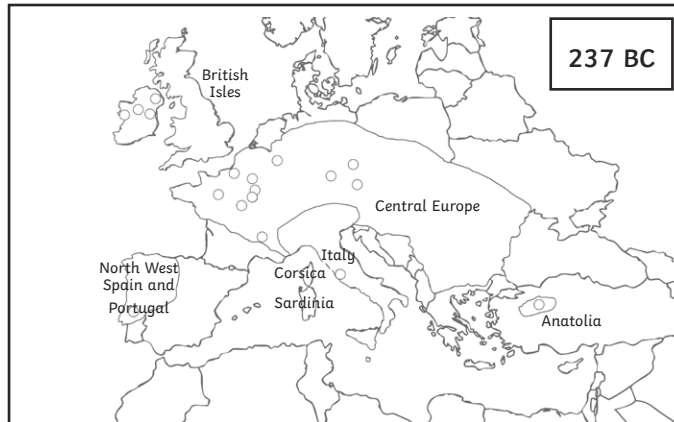 237 BC
British
Isles
Central Europe
Italy
North West
Spain and
Portugal
Corsica
Sardinia
Anatolia